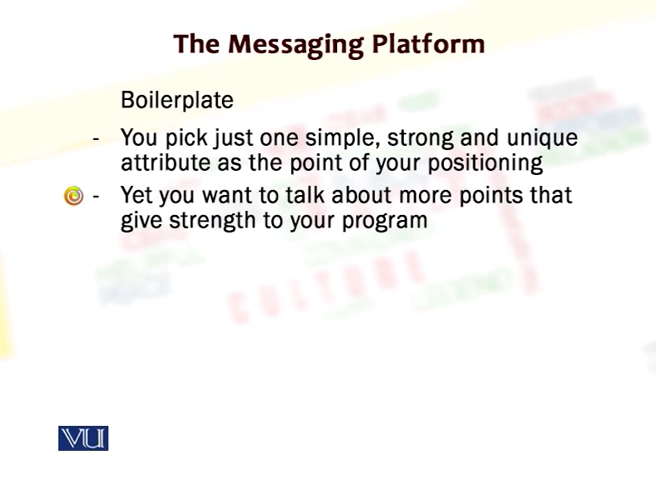 The Messaging Platform
Boilerplate
- You pick just one simple, strong and unique
attribute as the point of your positioning
- Yet you want to talk about more points that
give strength to your program
CULTURE
VU